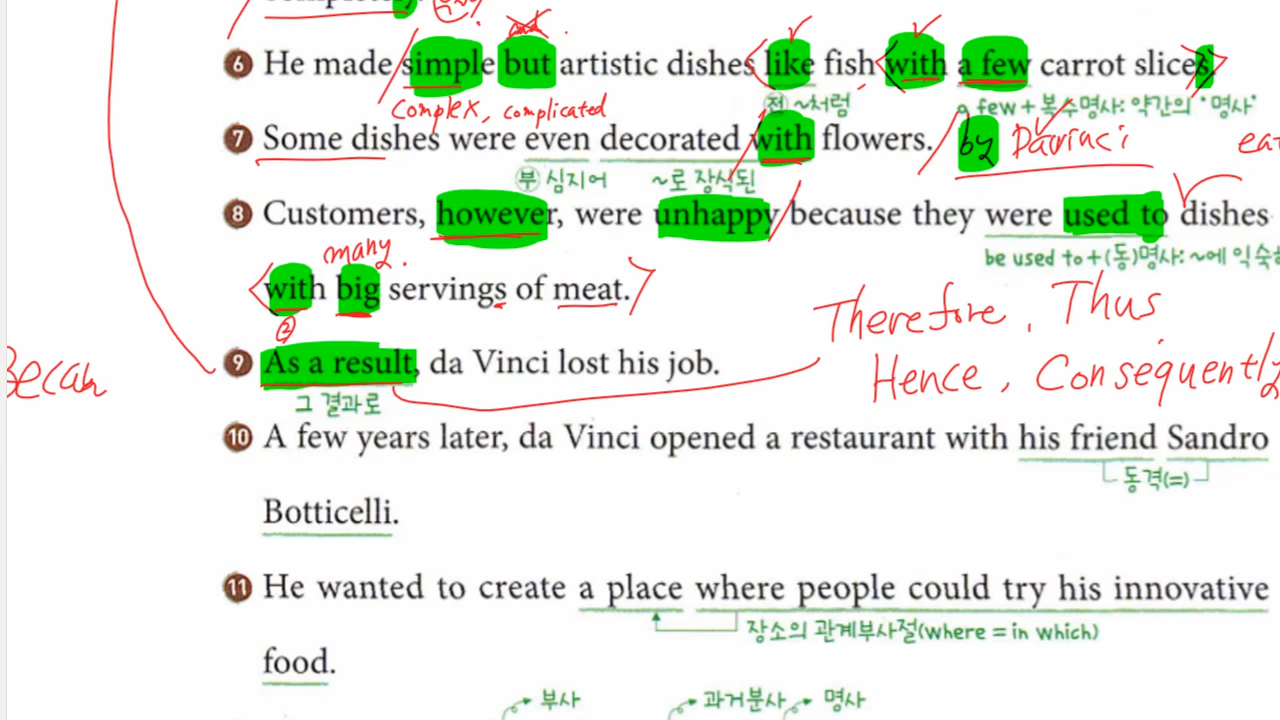 ❻ He made simple but artistic dishes like fish with a few carrot slices.
complex, complicated
전 ~처럼
a few + 복수명사: 약간의 '명사'
❼ Some dishes were even decorated with flowers. by Davinci
부 심지어 ~로 장식된
❽ Customers, however, were unhappy because they were used to dishes
be used to + (동)명사: ~에
many
with big servings of meat.
②
Therefore, Thus
❾ As a result, da Vinci lost his job.
Hence, Consequently
그 결과로
❿ A few years later, da Vinci opened a restaurant with his friend Sandro
동격(=)
Botticelli.
⓫ He wanted to create a place where people could try his innovative
장소의 관계부사절(where = in which)
food.
부사 과거분사 명사